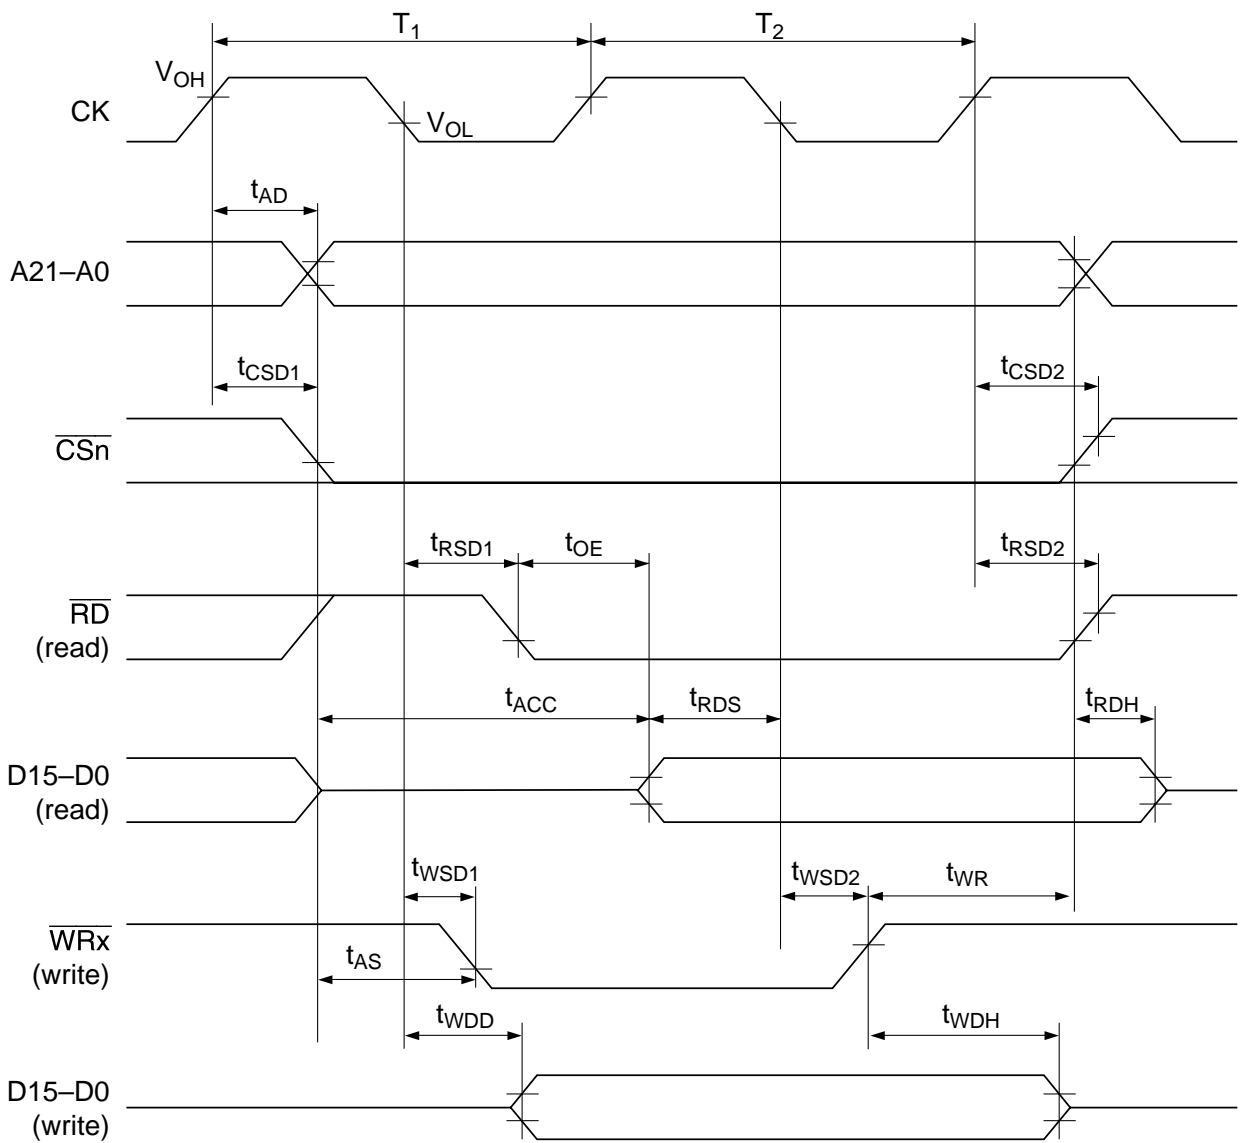 T1 T2
VOH
CK
VOL
tAD
A21–A0
tCSD1 tCSD2
CSn
tRSD1 tOE tRSD2
RD
(read)
tACC tRDS tRDH
D15–D0
(read)
tWSD1 tWSD2 tWR
WRx
(write)
tAS
tWDD tWDH
D15–D0
(write)